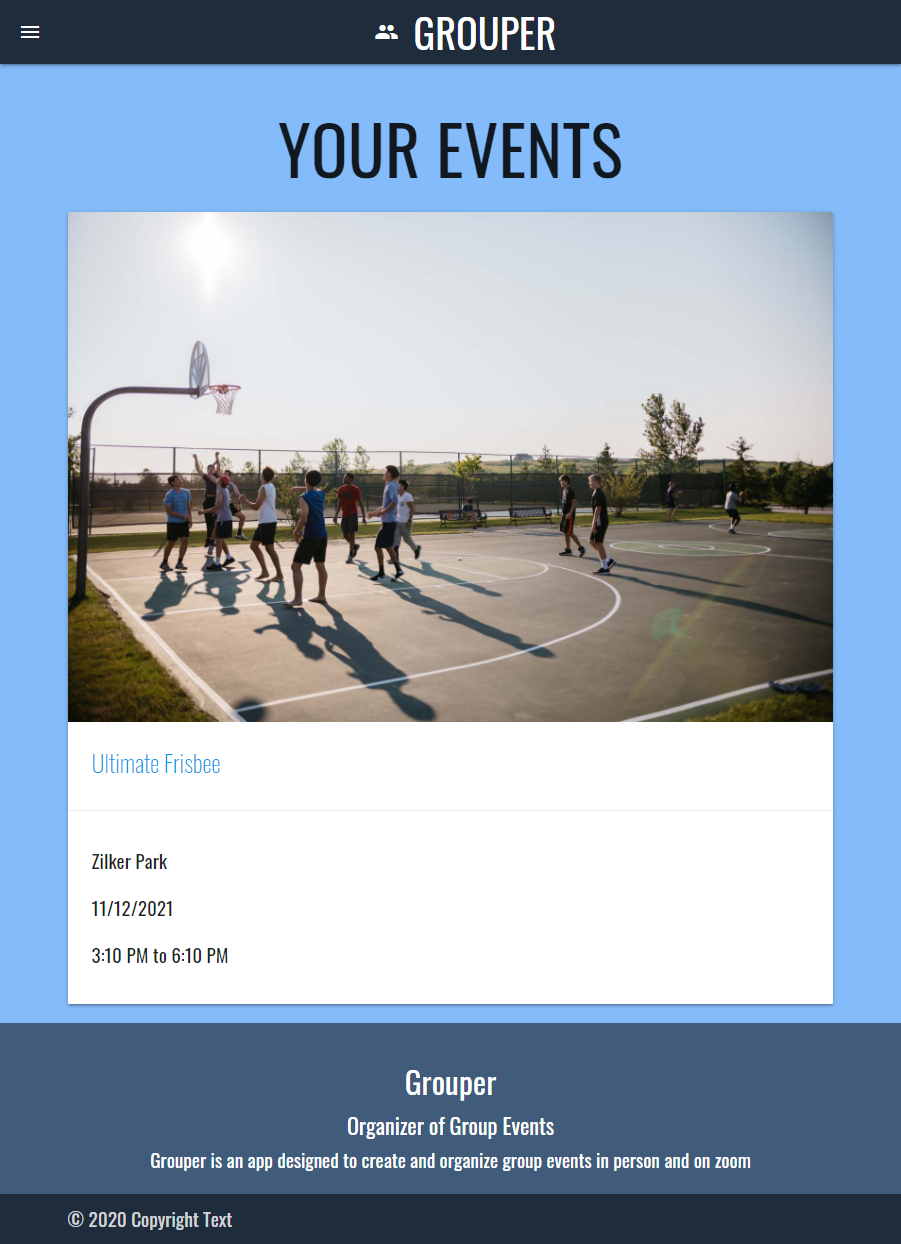 GROUPER
YOUR EVENTS
Ultimate Frisbee
Zilker Park
11/12/2021
3:10 PM to 6:10 PM
Grouper
Organizer of Group Events
Grouper is an app designed to create and organize group events in person and on zoom
© 2020 Copyright Text